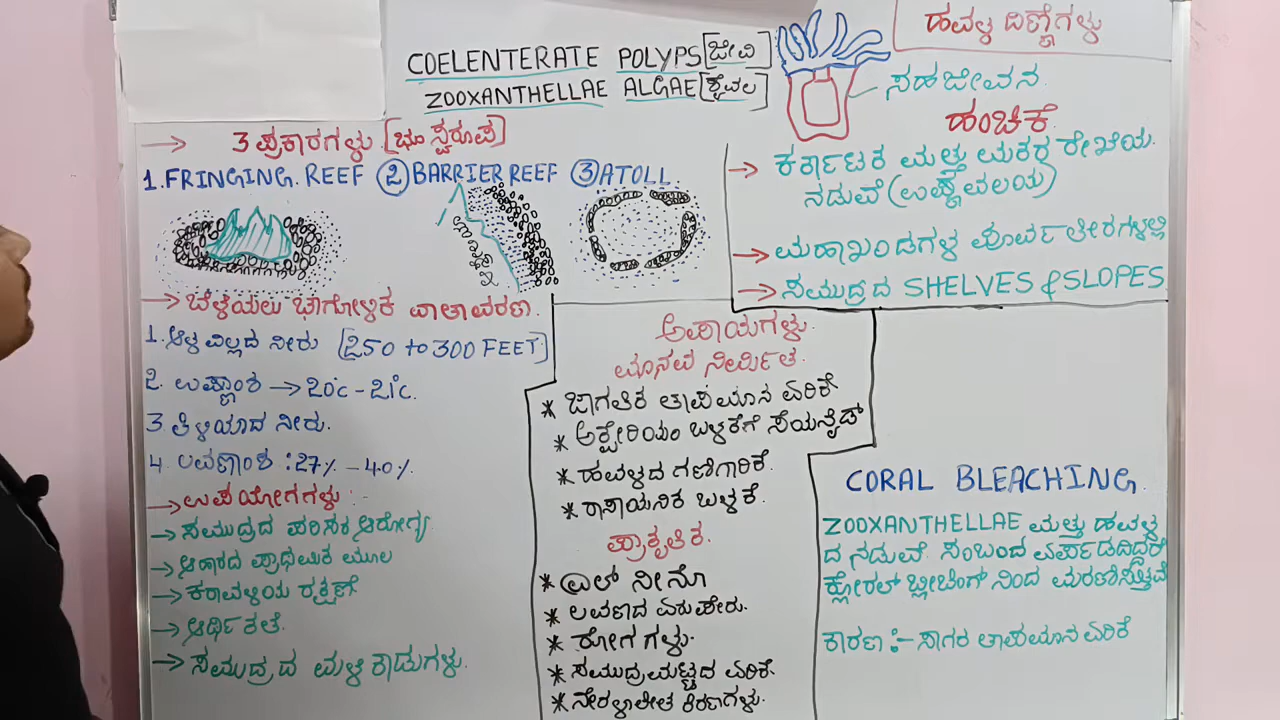 ಹವಳ ದಿಣ್ಣೆಗಳು
COELENTERATE POLYPS [ಜೀವಿ]
ZOOXANTHELLAE ALGAE [ಶೈವಲ]
ಸಹಜೀವನ
→ 3 ಪ್ರಕಾರಗಳು [ಭೂ ಸ್ವರೂಪ]
1. FRINGING. REEF ② BARRIER REEF ③ ATOLL.
→ ಬೆಳೆಯಲು ಭೌಗೋಳಿಕ ವಾತಾವರಣ.
1. ಆಳವಿಲ್ಲದ ನೀರು [250 to 300 FEET]
2. ಉಷ್ಣಾಂಶ → 20°c - 21°c.
3. ತಿಳಿಯಾದ ನೀರು.
4. ಲವಣಾಂಶ : 27% - 40%
→ ಉಪಯೋಗಗಳು :-
→ ಸಮುದ್ರದ ಪರಿಸರ ಆರೋಗ್ಯ
→ ಆಹಾರದ ಪ್ರಾಥಮಿಕ ಮೂಲ
→ ಕರಾವಳಿಯ ರಕ್ಷಣೆ
→ ಆರ್ಥಿಕತೆ.
→ ಸಮುದ್ರದ ಮಳೆ ಕಾಡುಗಳು.
ಹಂಚಿಕೆ
→ ಕರ್ಕಾಟಕ ಮತ್ತು ಮಕರ ರೇಖೆಯ
ನಡುವೆ (ಉಷ್ಣವಲಯ)
→ ಮಹಾಖಂಡಗಳ ಪೂರ್ವ ತೀರಗಳಲ್ಲಿ
→ ಸಮುದ್ರದ SHELVES & SLOPES
ಅಪಾಯಗಳು.
ಮಾನವ ನಿರ್ಮಿತ.
* ಜಾಗತಿಕ ತಾಪಮಾನ ಏರಿಕೆ
* ಅಕ್ವೇರಿಯಂ ಬಳಕೆಗೆ ಸೆಯನೈಡ್
* ಹವಳದ ಗಣಿಗಾರಿಕೆ.
* ರಾಸಾಯನಿಕ ಬಳಕೆ.
ಪ್ರಾಕೃತಿಕ.
* ಎಲ್ ನೀನೊ
* ಲವಣದ ಏರುಪೇರು.
* ರೋಗಗಳು.
* ಸಮುದ್ರಮಟ್ಟದ ಏರಿಕೆ.
* ನೇರಳಾತೀತ ಕಿರಣಗಳು.
CORAL BLEACHING.
ZOOXANTHELLAE ಮತ್ತು ಹವಳ
ದ ನಡುವೆ ಸಂಬಂದ ಏರ್ಪಡದಿದ್ದರೆ
ಕ್ಲೋರಲ್ ಬ್ಲೀಚಿಂಗ್ ನಿಂದ ಮರಣಿಸುತ್ತವೆ
ಕಾರಣ :- ಸಾಗರ ತಾಪಮಾನ ಏರಿಕೆ